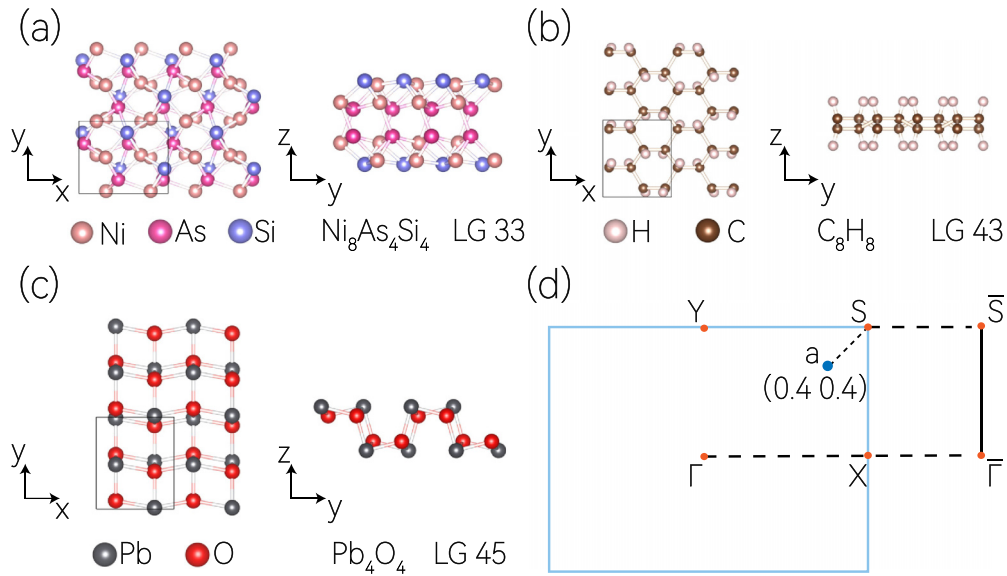 (a)
y
x
z
y
Ni As Si Ni₈As₄Si₄ LG 33
(b)
y
x
z
y
H C C₈H₈ LG 43
(c)
y
x
z
y
Pb O Pb₄O₄ LG 45
(d)
Y S S̅
a
(0.4 0.4)
Γ X Γ̅